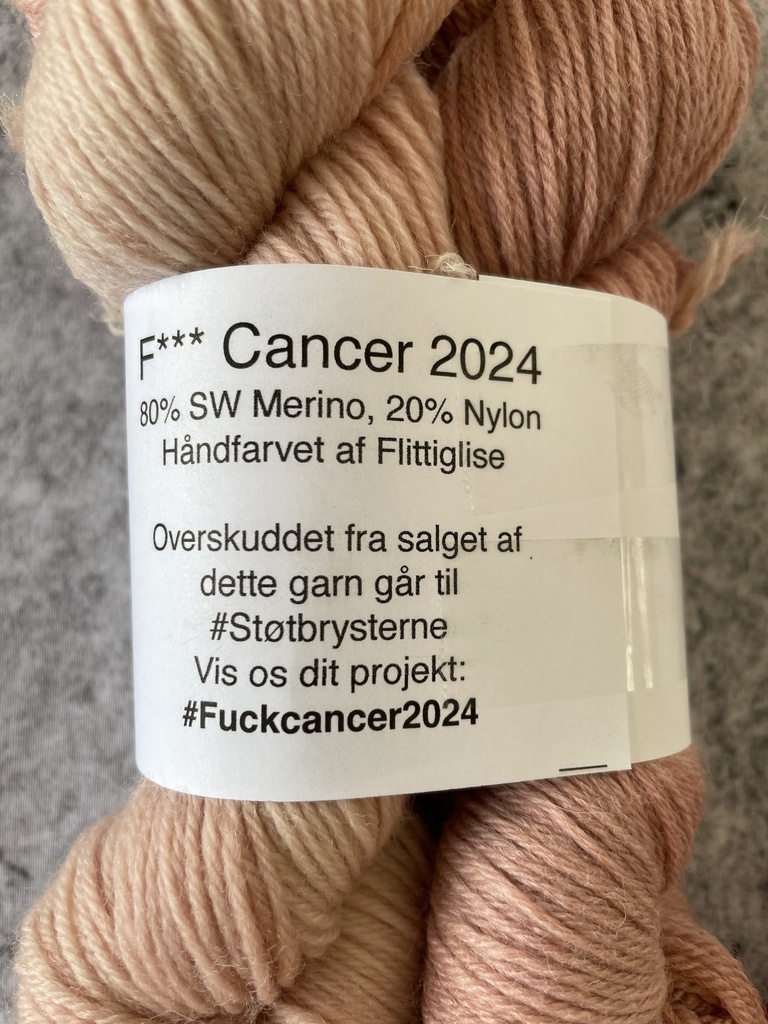 F*** Cancer 2024
80% SW Merino, 20% Nylon
Håndfarvet af Flittiglise
Overskuddet fra salget af
dette garn går til
#Støtbrysterne
Vis os dit projekt:
#Fuckcancer2024